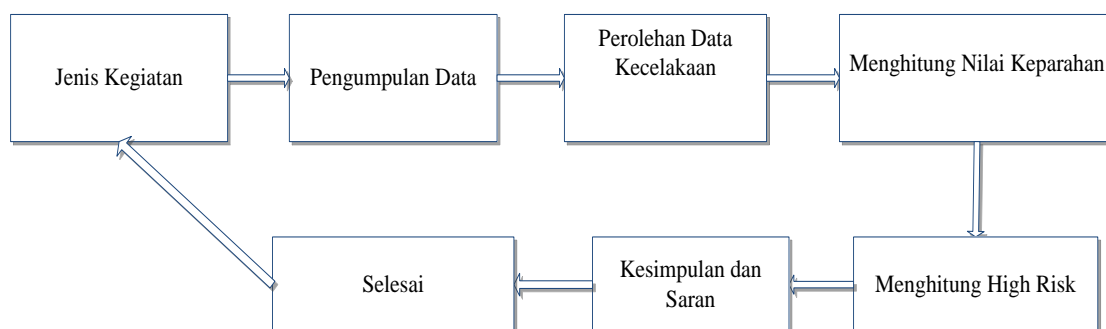 Jenis Kegiatan
Pengumpulan Data
Perolehan Data
Kecelakaan
Menghitung Nilai Keparahan
Menghitung High Risk
Kesimpulan dan
Saran
Selesai